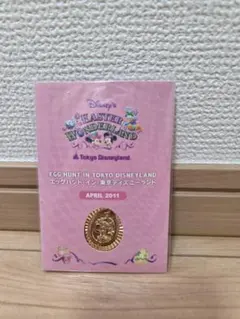 Disney's
EASTER
WONDERLAND
Tokyo Disneyland
EGG HUNT IN TOKYO DISNEYLAND
エッグハント・イン・東京ディズニーランド
APRIL 2011